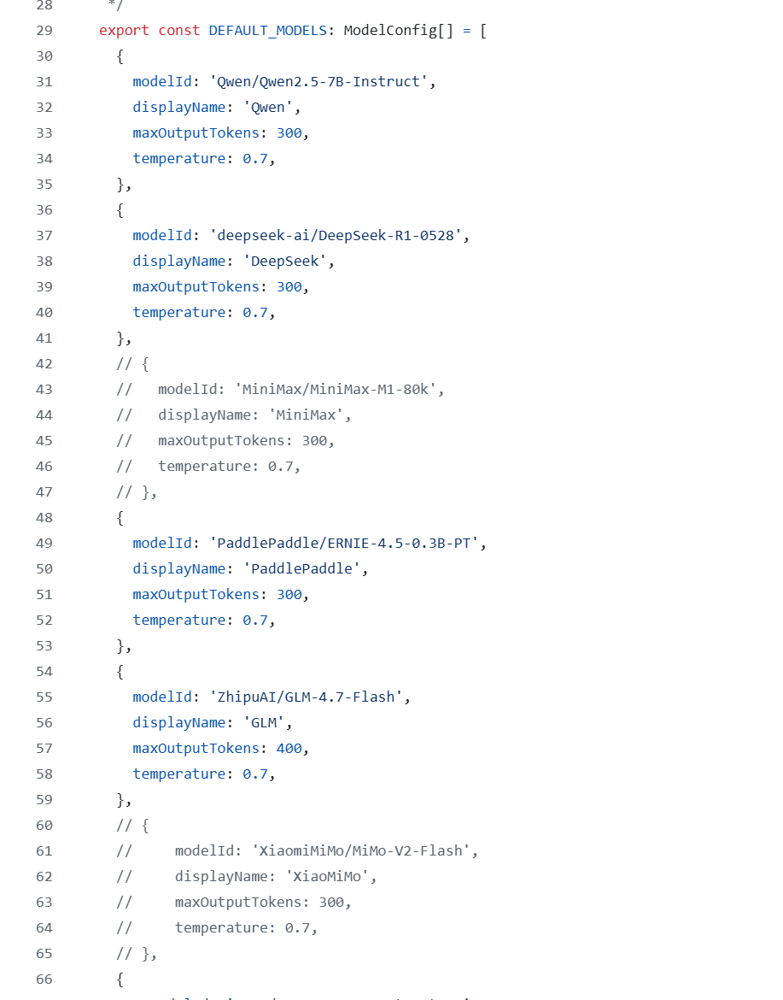 28 */
29 export const DEFAULT_MODELS: ModelConfig[] = [
30 {
31 modelId: 'Qwen/Qwen2.5-7B-Instruct',
32 displayName: 'Qwen',
33 maxOutputTokens: 300,
34 temperature: 0.7,
35 },
36 {
37 modelId: 'deepseek-ai/DeepSeek-R1-0528',
38 displayName: 'DeepSeek',
39 maxOutputTokens: 300,
40 temperature: 0.7,
41 },
42 // {
43 //   modelId: 'MiniMax/MiniMax-M1-80k',
44 //   displayName: 'MiniMax',
45 //   maxOutputTokens: 300,
46 //   temperature: 0.7,
47 // },
48 {
49 modelId: 'PaddlePaddle/ERNIE-4.5-0.3B-PT',
50 displayName: 'PaddlePaddle',
51 maxOutputTokens: 300,
52 temperature: 0.7,
53 },
54 {
55 modelId: 'ZhipuAI/GLM-4.7-Flash',
56 displayName: 'GLM',
57 maxOutputTokens: 400,
58 temperature: 0.7,
59 },
60 // {
61 //     modelId: 'XiaomiMiMo/MiMo-V2-Flash',
62 //     displayName: 'XiaoMiMo',
63 //     maxOutputTokens: 300,
64 //     temperature: 0.7,
65 // },
66 {